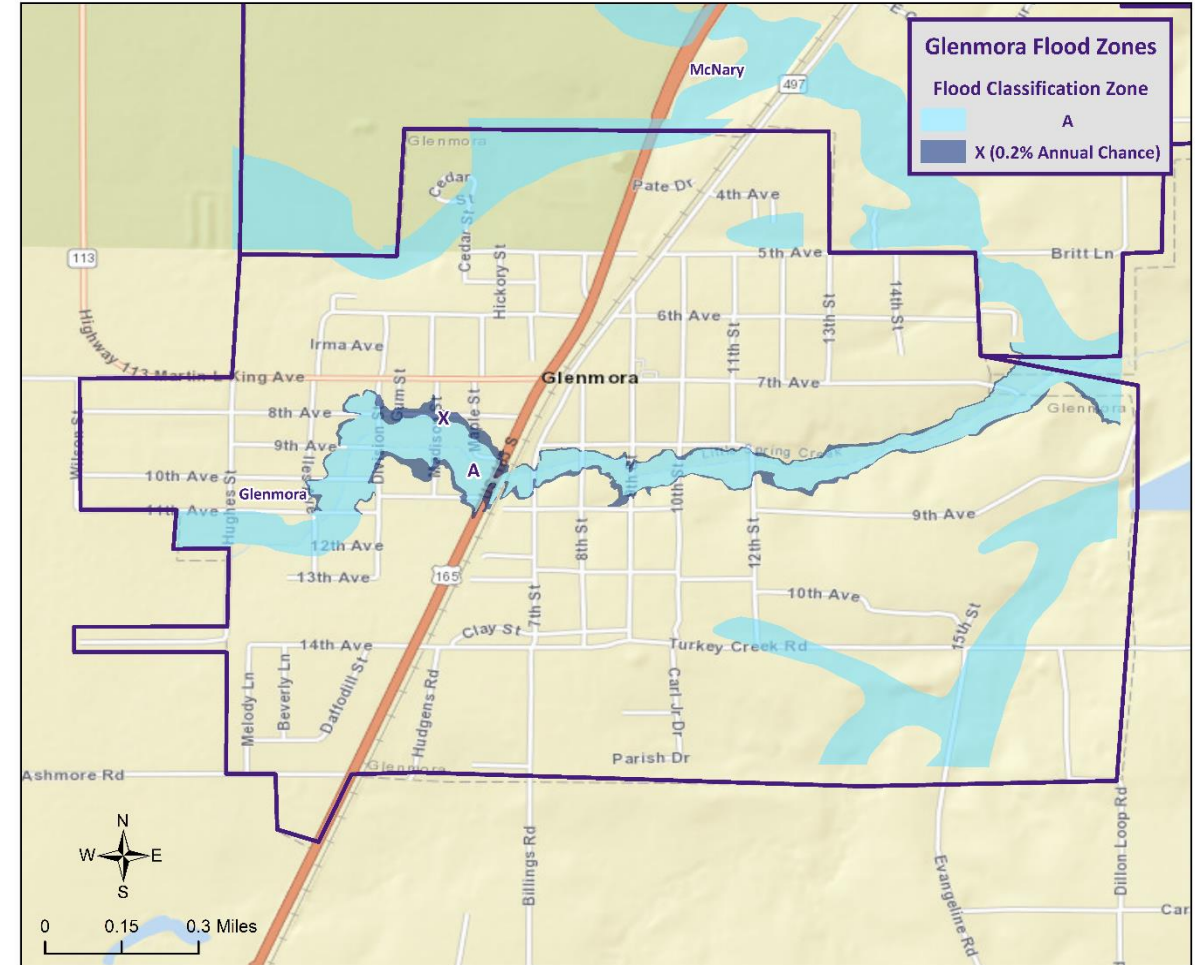 Glenmora Flood Zones
Flood Classification Zone
A
X (0.2% Annual Chance)
McNary
497
Glenmora
Cedar
St
Cedar St
Pate Dr
4th Ave
113
Hickory St
5th Ave
Britt Ln
Highway 113
6th Ave
11th St
13th St
14th St
Irma Ave
Martin L King Ave
Glenmora
7th Ave
Gum St
8th Ave
X
Maple St
Glenmora
Wilson St
9th Ave
Division St
Madison St
A
Little Spring Creek
10th Ave
Glenmora
Hughes St
11th Ave
10th St
9th Ave
12th Ave
8th St
12th St
13th Ave
165
7th St
10th Ave
15th St
Clay St
14th Ave
Turkey Creek Rd
Melody Ln
Beverly Ln
Daffodil St
Hudgens Rd
Carl Jr Dr
Parish Dr
Ashmore Rd
Glenmora
Billings Rd
Dillon Loop Rd
Evangeline Rd
Car
N
W
E
S
0
0.15
0.3 Miles